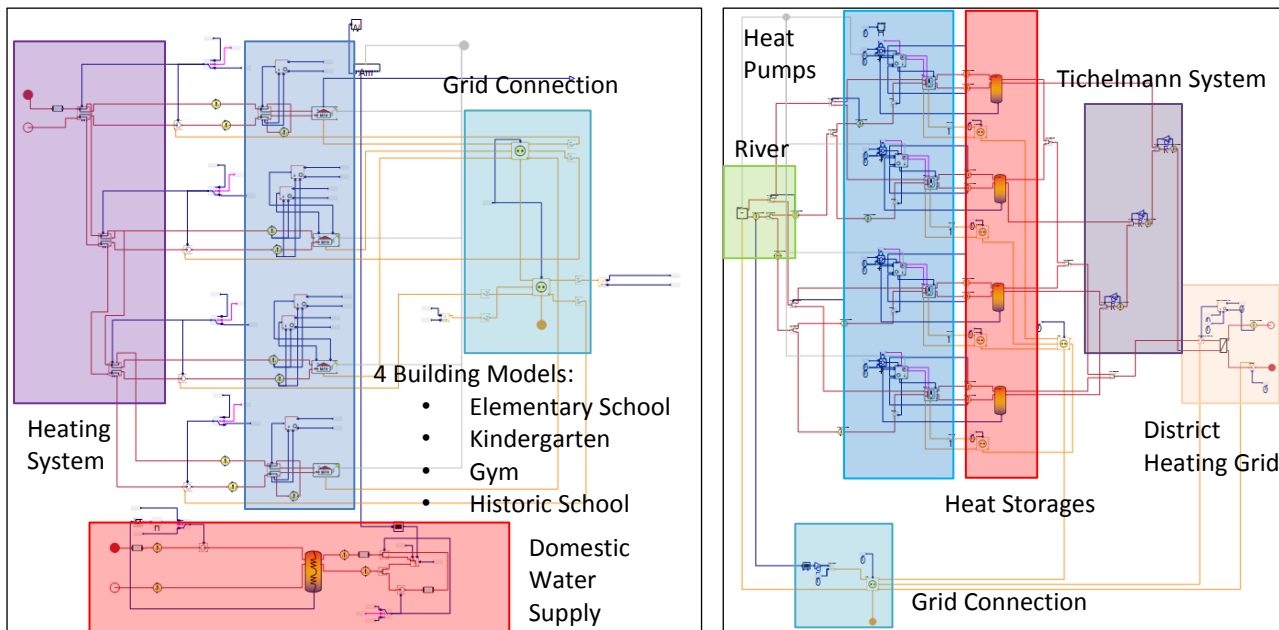 Grid Connection
4 Building Models:
• Elementary School
• Kindergarten
• Gym
• Historic School
Heating
System
Domestic
Water
Supply
Heat
Pumps
Tichelmann System
River
District
Heating Grid
Heat Storages
Grid Connection